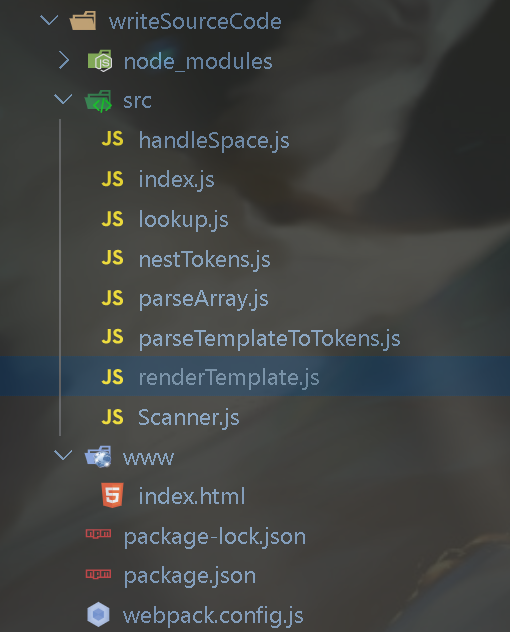 writeSourceCode
node_modules
src
JS handleSpace.js
JS index.js
JS lookup.js
JS nestTokens.js
JS parseArray.js
JS parseTemplateToTokens.js
JS renderTemplate.js
JS Scanner.js
www
index.html
package-lock.json
package.json
webpack.config.js